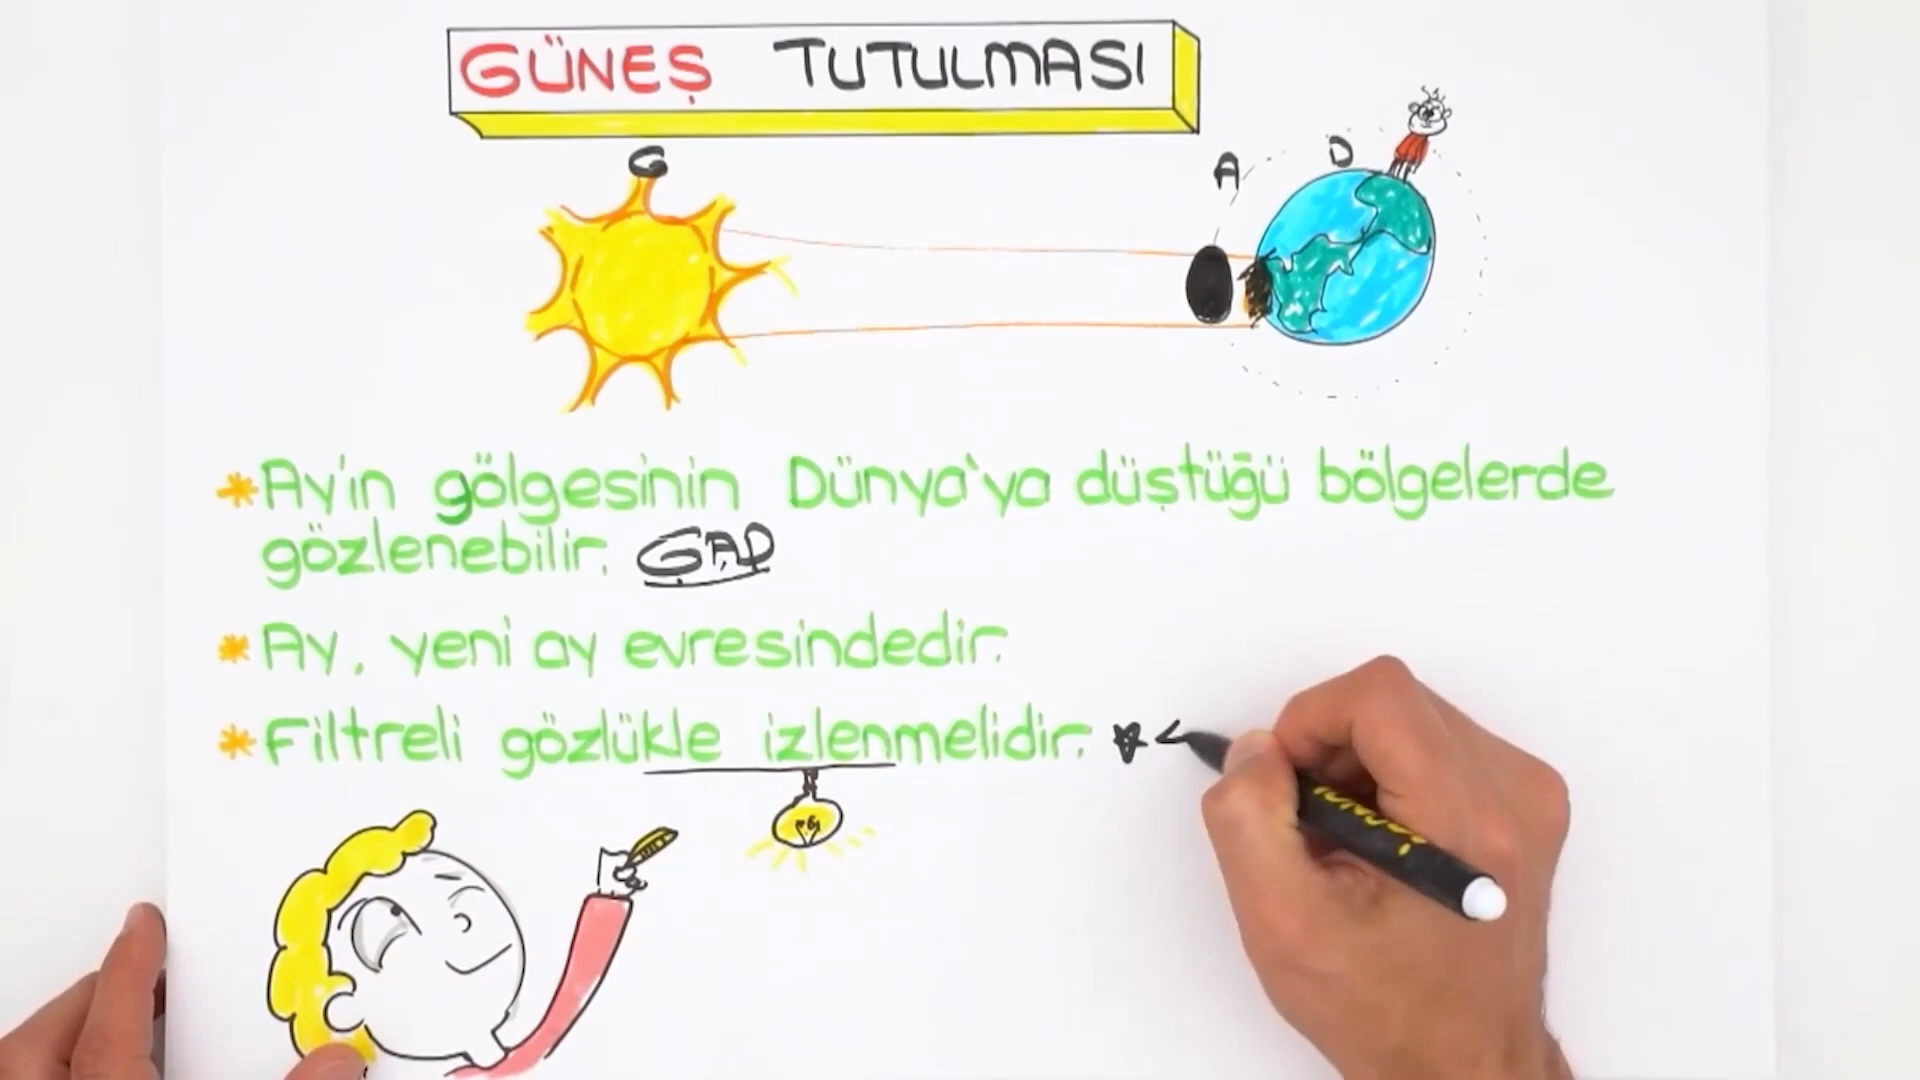 GÜNEŞ TUTULMASI
G
A
D
* Ay'ın gölgesinin Dünya'ya düştüğü bölgelerde
gözlenebilir. GAD
* Ay, yeni ay evresindedir.
* Filtreli gözlükle izlenmelidir.